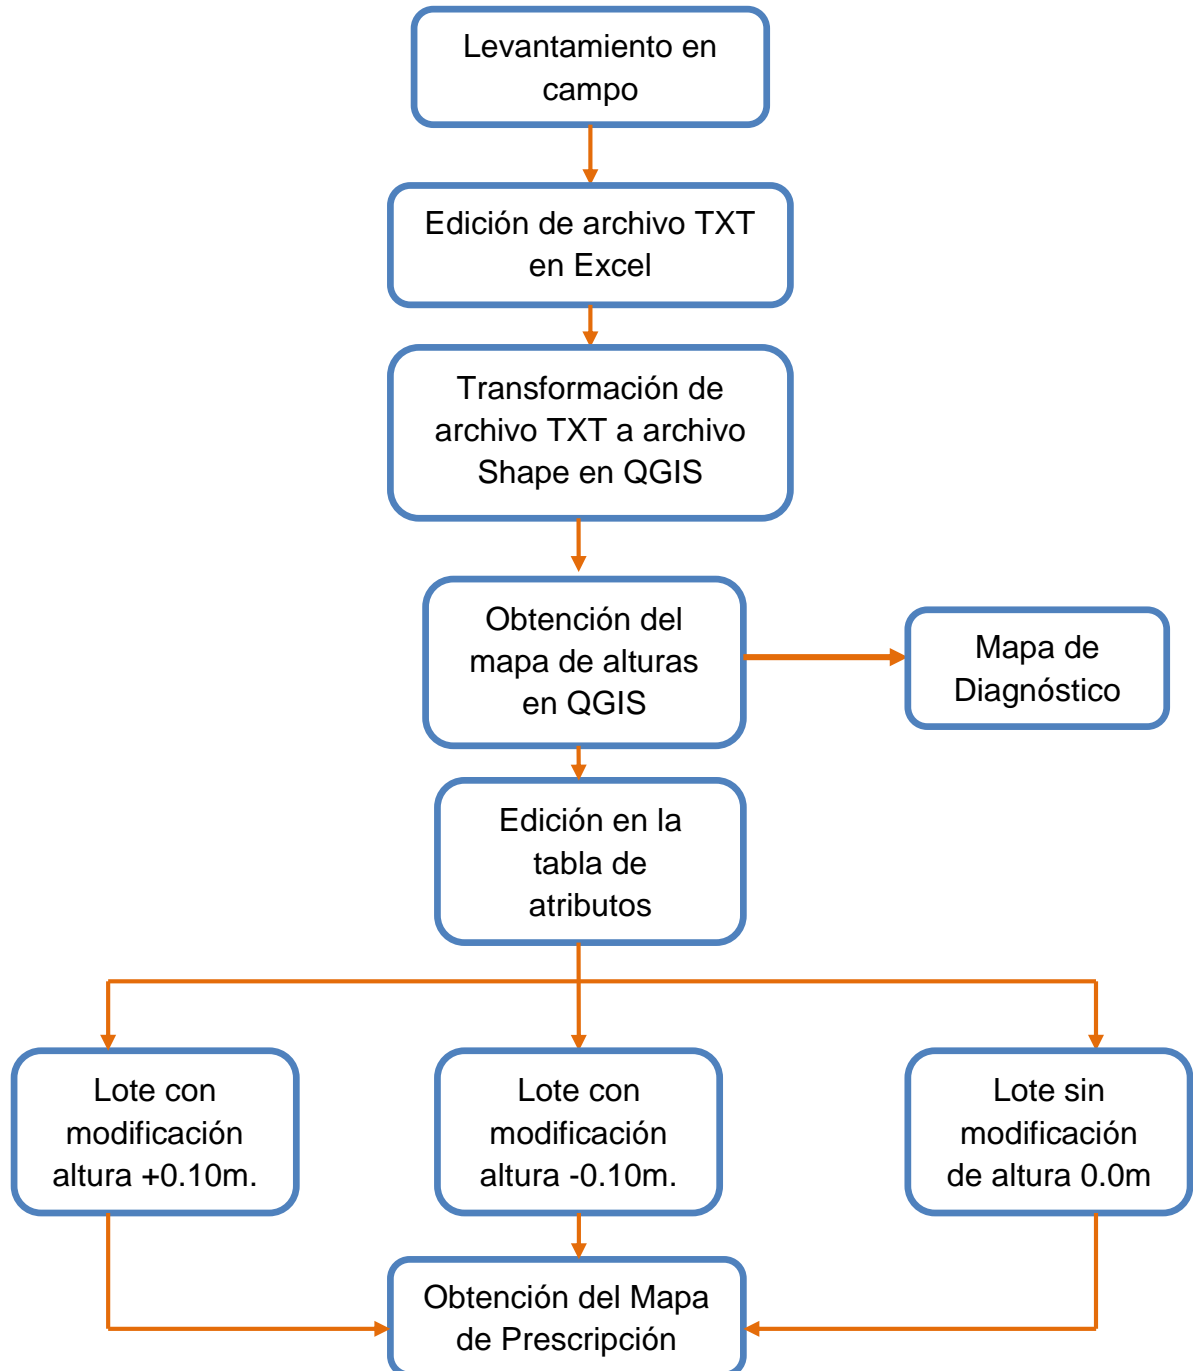 Levantamiento en
campo
Edición de archivo TXT
en Excel
Transformación de
archivo TXT a archivo
Shape en QGIS
Obtención del
mapa de alturas
en QGIS
Mapa de
Diagnóstico
Edición en la
tabla de
atributos
Lote con
modificación
altura +0.10m.
Lote con
modificación
altura -0.10m.
Lote sin
modificación
de altura 0.0m
Obtención del Mapa
de Prescripción